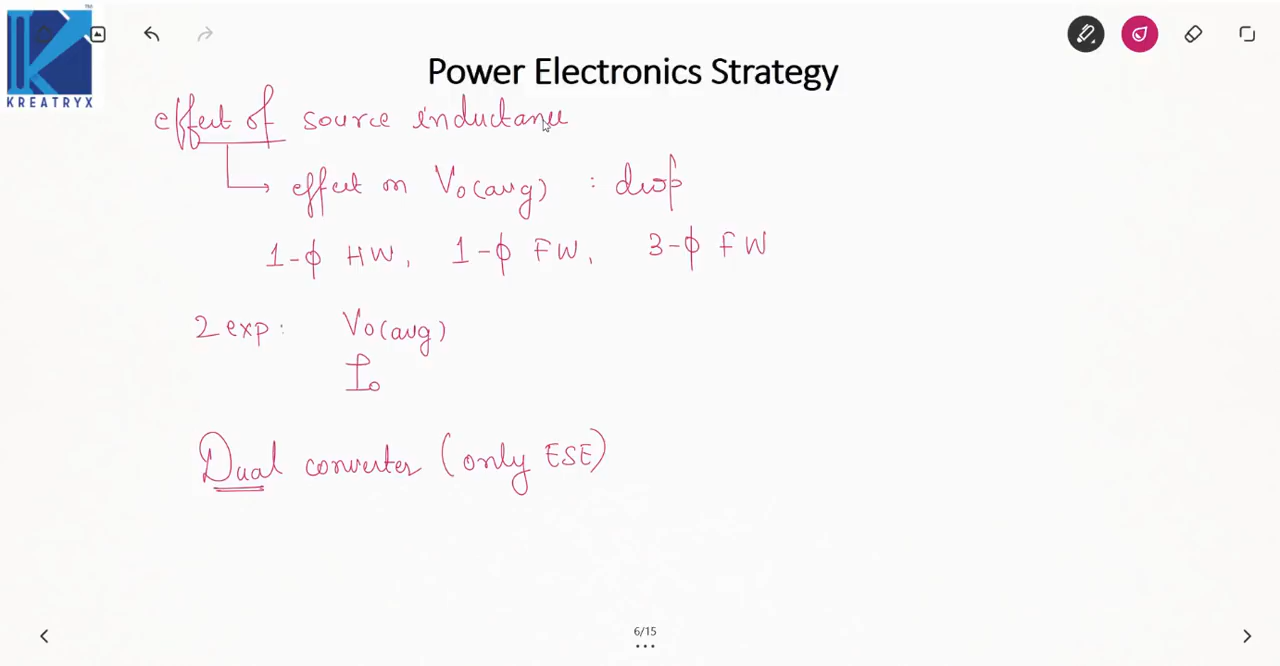 KREATRYX
TM
Power Electronics Strategy
effect of source inductance
effect on Vo(avg) : drop
1-φ HW, 1-φ FW, 3-φ FW
2 exp: Vo(avg)
Io
Dual converter (only ESE)
6/15